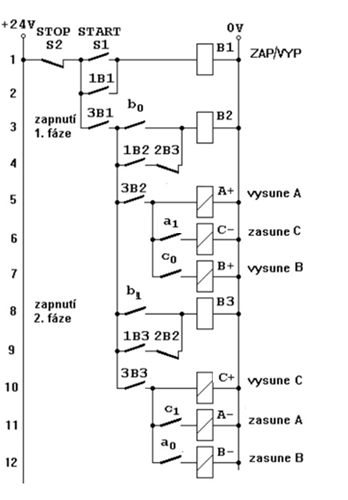 +24V 0V
STOP START
S2 S1 B1 ZAP/VYP
1
1B1
2
3B1 b0 B2
zapnutí
3
1. fáze
1B2 2B3
4
3B2 A+ vysune A
5
a1 C- zasune C
6
c0 B+ vysune B
7
zapnutí b1 B3
8
2. fáze
1B3 2B2
9
3B3 C+ vysune C
10
c1 A- zasune A
11
a0 B- zasune B
12